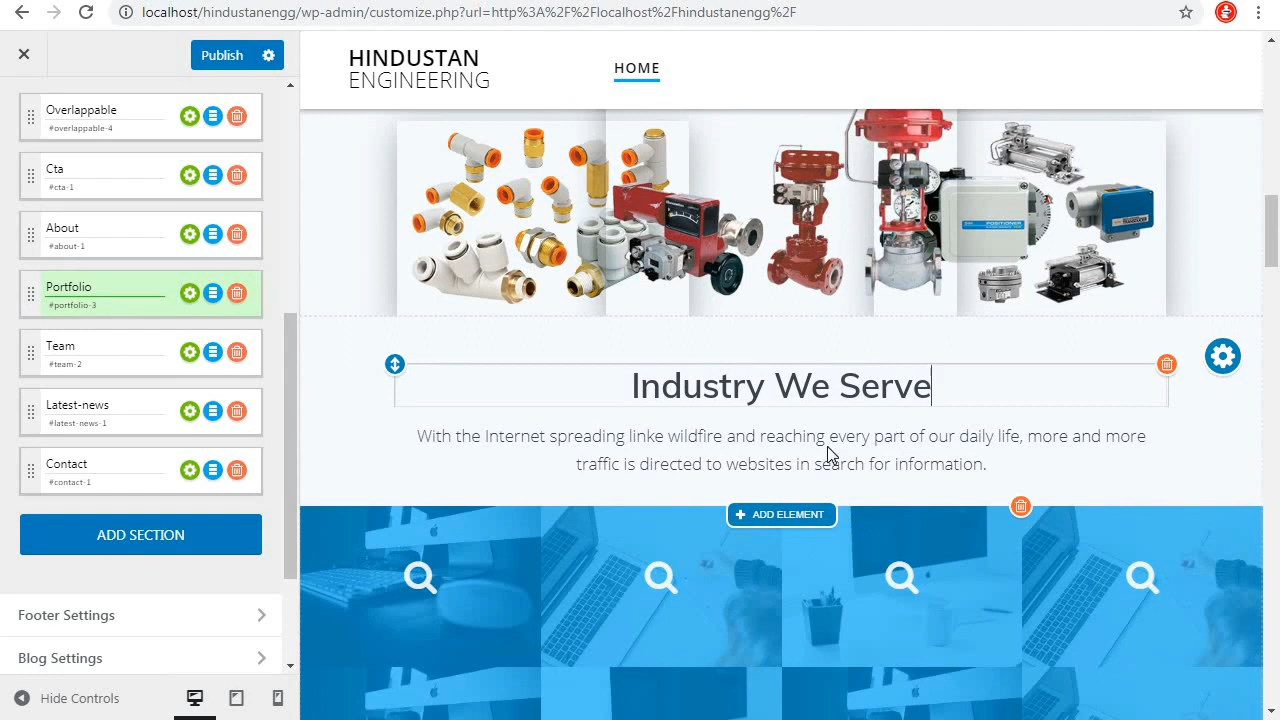 localhost/hindustanengg/wp-admin/customize.php?url=http%3A%2F%2Flocalhost%2Fhindustanengg%2F
Publish
Overlappable
#overlappable-4
Cta
#cta-1
About
#about-1
Portfolio
#portfolio-3
Team
#team-2
Latest-news
#latest-news-1
Contact
#contact-1
ADD SECTION
Footer Settings
Blog Settings
Hide Controls
HINDUSTAN
ENGINEERING
HOME
POSITIONER
Industry We Serve
With the Internet spreading linke wildfire and reaching every part of our daily life, more and more
traffic is directed to websites in search for information.
ADD ELEMENT